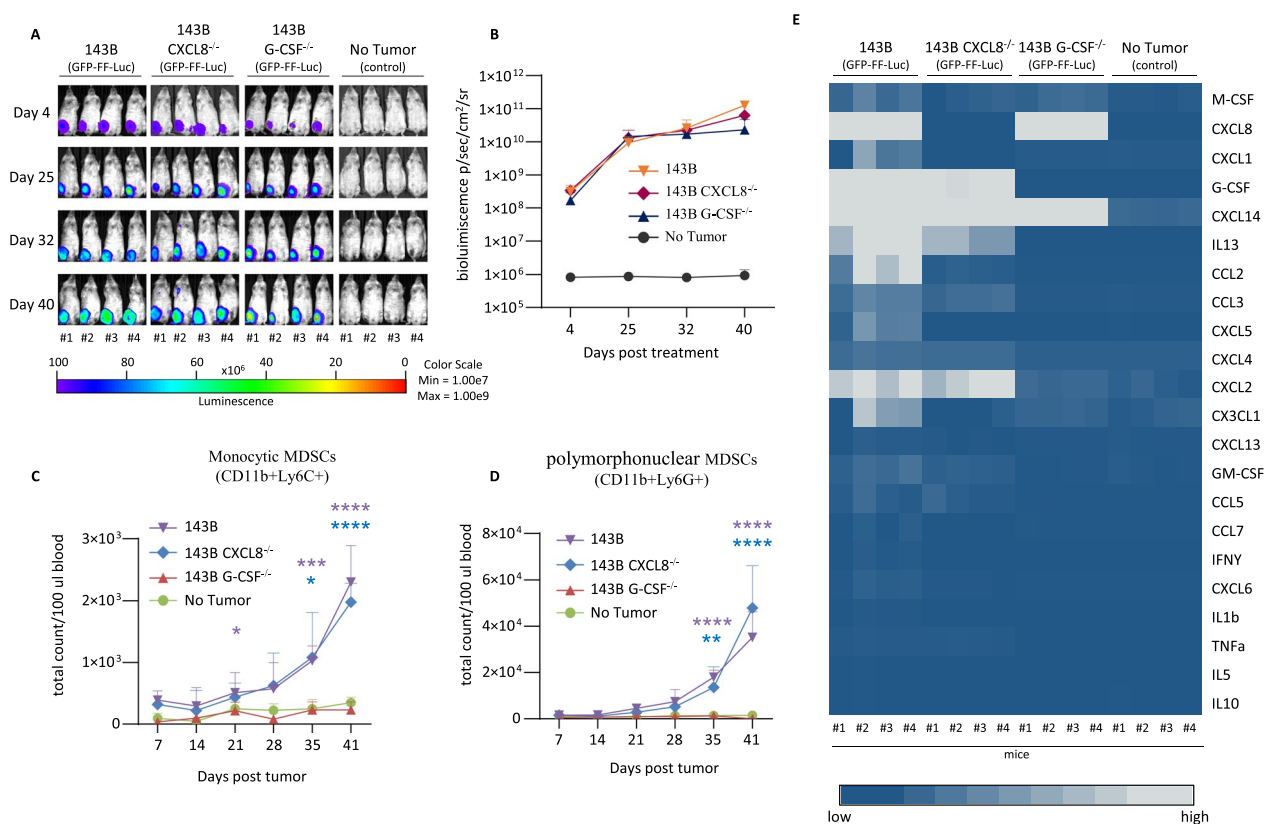 A
143B
(GFP-FF-Luc)
143B
CXCL8-/-
(GFP-FF-Luc)
143B
G-CSF-/-
(GFP-FF-Luc)
No Tumor
(control)
Day 4
Day 25
Day 32
Day 40
#1 #2 #3 #4 #1 #2 #3 #4 #1 #2 #3 #4 #1 #2 #3 #4
100 80 60 x10⁶ 40 20 0
Luminescence
Color Scale
Min = 1.00e7
Max = 1.00e9
B
bioluimiscemce p/sec/cm²/sr
1×10¹²
1×10¹¹
1×10¹⁰
1×10⁹
1×10⁸
1×10⁷
1×10⁶
1×10⁵
143B
143B CXCL8-/-
143B G-CSF-/-
No Tumor
4 25 32 40
Days post treatment
C
Monocytic MDSCs
(CD11b+Ly6C+)
total count/100 ul blood
3×10³
2×10³
1×10³
0
143B
143B CXCL8-/-
143B G-CSF-/-
No Tumor
*
***
*
****
****
7 14 21 28 35 41
Days post tumor
D
polymorphonuclear MDSCs
(CD11b+Ly6G+)
total count/100 ul blood
8×10⁴
6×10⁴
4×10⁴
2×10⁴
0
143B
143B CXCL8-/-
143B G-CSF-/-
No Tumor
****
**
****
****
7 14 21 28 35 41
Days post tumor
E
143B
(GFP-FF-Luc)
143B CXCL8-/-
(GFP-FF-Luc)
143B G-CSF-/-
(GFP-FF-Luc)
No Tumor
(control)
M-CSF
CXCL8
CXCL1
G-CSF
CXCL14
IL13
CCL2
CCL3
CXCL5
CXCL4
CXCL2
CX3CL1
CXCL13
GM-CSF
CCL5
CCL7
IFNY
CXCL6
IL1b
TNFa
IL5
IL10
#1 #2 #3 #4 #1 #2 #3 #4 #1 #2 #3 #4 #1 #2 #3 #4
mice
low high